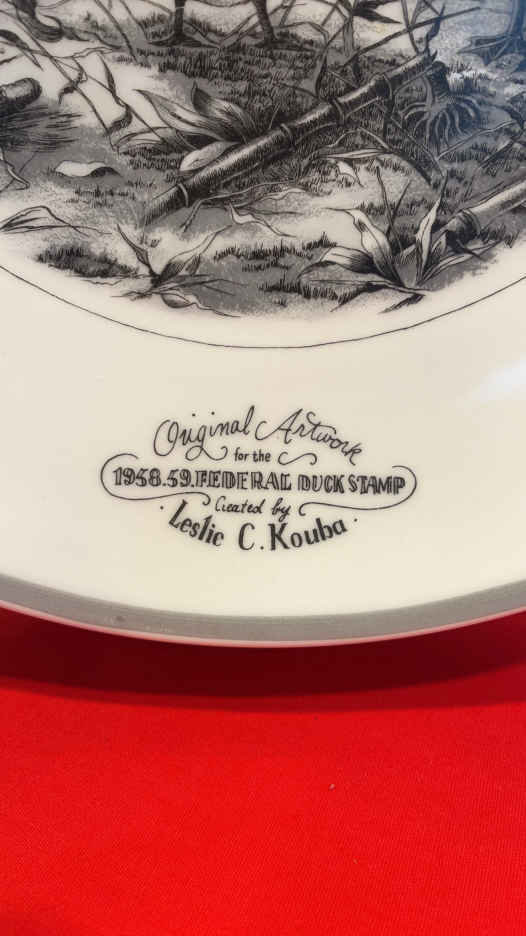 Original Artwork
for the
1958.59.FEDERAL DUCK STAMP
Created by
· Leslie C. Kouba ·